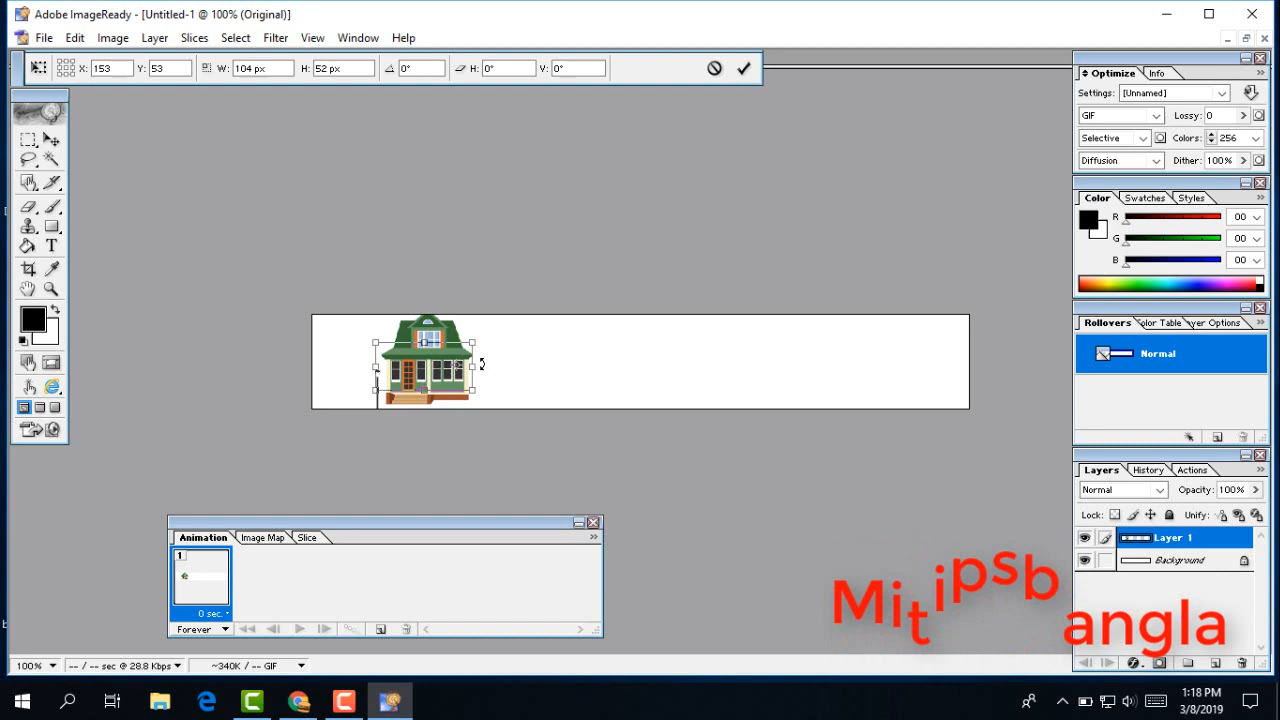 Adobe ImageReady - [Untitled-1 @ 100% (Original)]
File Edit Image Layer Slices Select Filter View Window Help
X: 153 Y: 53 W: 104 px H: 52 px 0° H: 0° V: 0°
Optimize Info
Settings: [Unnamed]
GIF Lossy: 0
Selective Colors: 256
Diffusion Dither: 100%
Color Swatches Styles
R 00
G 00
B 00
Rollovers Color Table ayer Options
Normal
Layers History Actions
Normal Opacity: 100%
Lock: Unify:
Layer 1
Background
Animation Image Map Slice
1
0 sec.
Forever
Mitipsbangla
100% -- / -- sec @ 28.8 Kbps ~340K / -- GIF
1:18 PM
3/8/2019